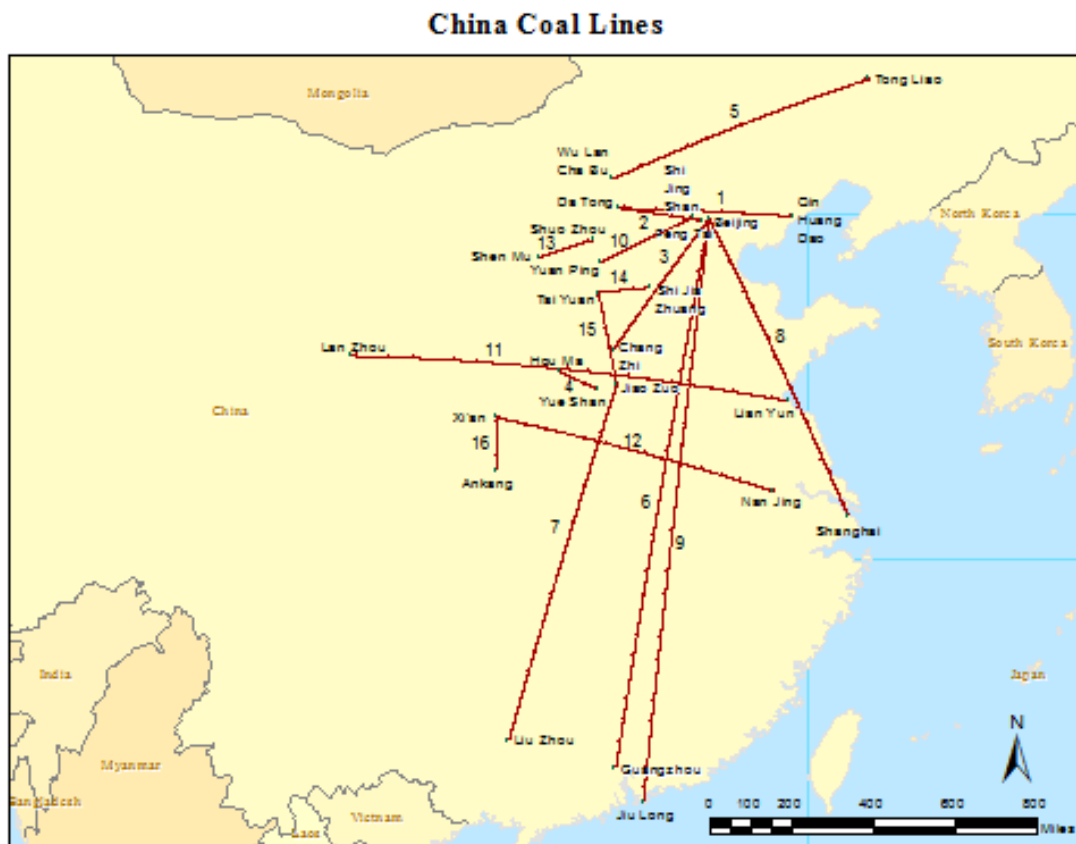 China Coal Lines
Mongolia
Tong Liao
5
Wu Lan
Cha Bu
Shi
Jing
Shan
1
Da Tong
Qin
Huang
Dao
North Korea
2
Beijing
Feng Tai
Shuo Zhou
13
10
3
Shen Mu
Yuan Ping
14
Tai Yuan
Shi Jia
Zhuang
15
8
South Korea
Lan Zhou
11
Hou Ma
Chang
Zhi
4
Jiao Zuo
Yue Shan
Lian Yun
China
Xi'an
16
12
Ankang
Nan Jing
6
7
9
Shanghai
India
Japan
Liu Zhou
N
Myanmar
Guangzhou
Bangladesh
Jiu Long
Vietnam
Laos
0 100 200 400 600 800
Miles